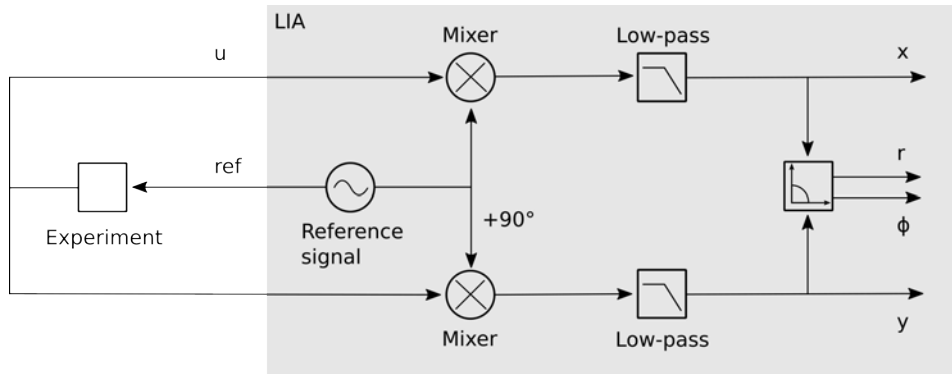 LIA
u
Mixer
Low-pass
x
ref
r
+90°
ϕ
Experiment
Reference
signal
Mixer
Low-pass
y